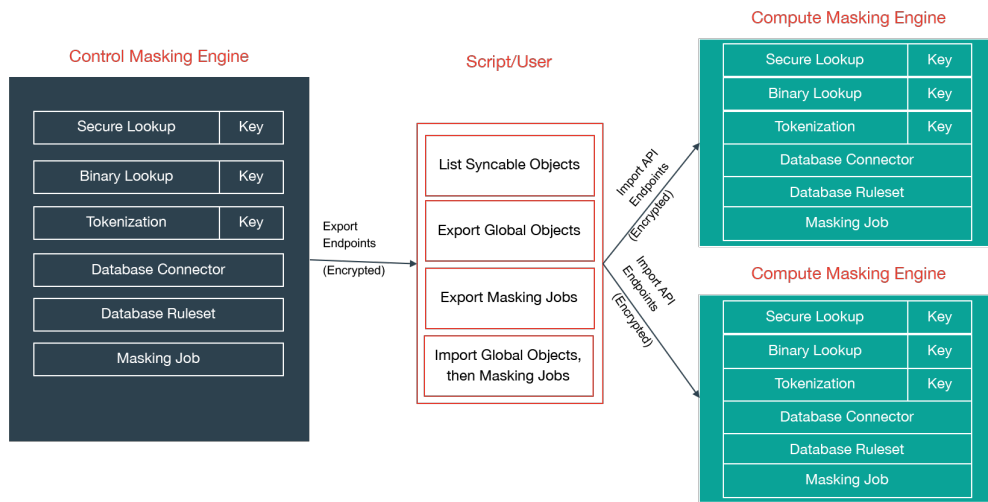 Control Masking Engine
Secure Lookup Key
Binary Lookup Key
Tokenization Key
Database Connector
Database Ruleset
Masking Job
Export
Endpoints
(Encrypted)
Script/User
List Syncable Objects
Export Global Objects
Export Masking Jobs
Import Global Objects,
then Masking Jobs
Import API
Endpoints
(Encrypted)
Import API
Endpoints
(Encrypted)
Compute Masking Engine
Secure Lookup Key
Binary Lookup Key
Tokenization Key
Database Connector
Database Ruleset
Masking Job
Compute Masking Engine
Secure Lookup Key
Binary Lookup Key
Tokenization Key
Database Connector
Database Ruleset
Masking Job